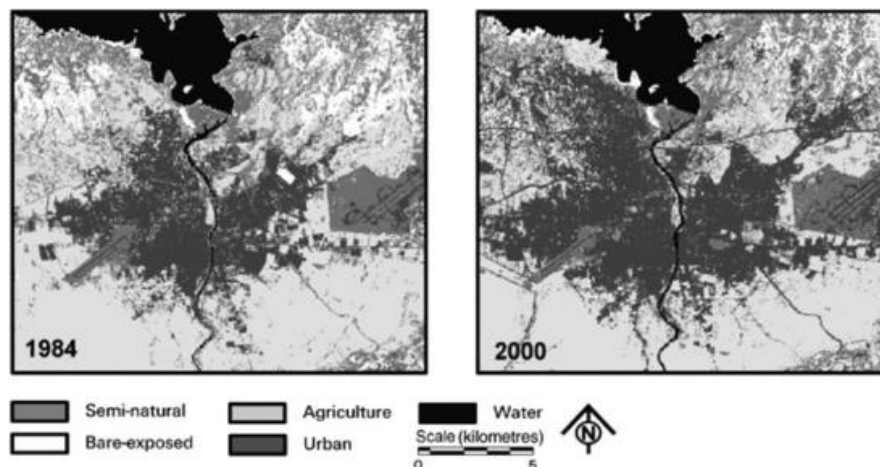 1984
2000
Semi-natural
Agriculture
Water
Bare-exposed
Urban
Scale (kilometres)
0 5
N